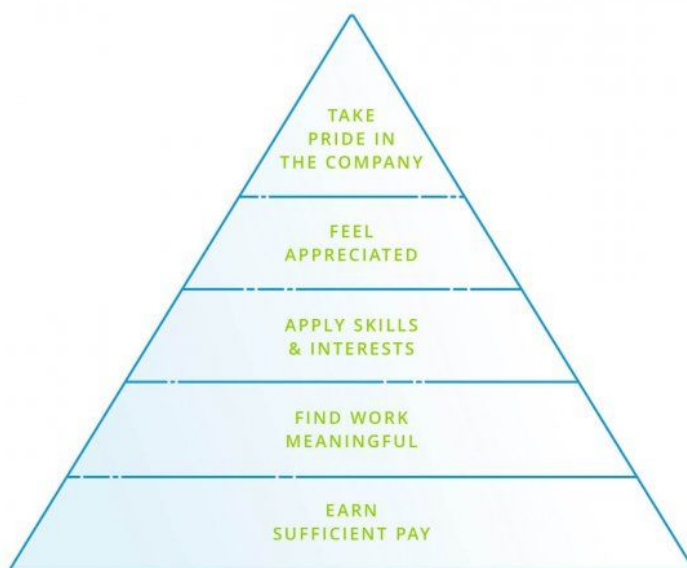 TAKE
PRIDE IN
THE COMPANY
FEEL
APPRECIATED
APPLY SKILLS
& INTERESTS
FIND WORK
MEANINGFUL
EARN
SUFFICIENT PAY